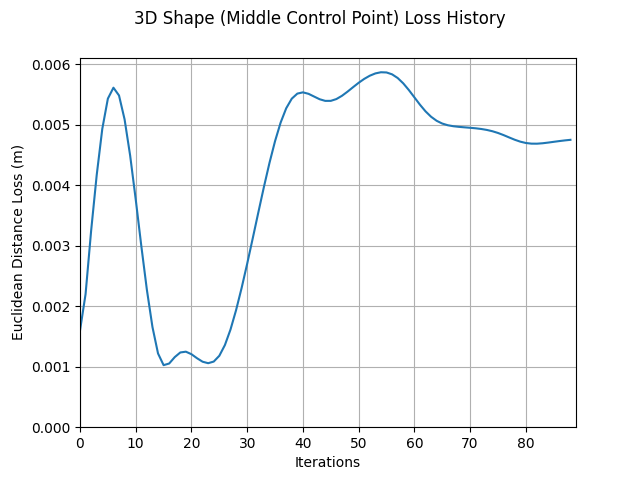 3D Shape (Middle Control Point) Loss History
0.006
0.005
0.004
0.003
0.002
0.001
0.000
Euclidean Distance Loss (m)
0 10 20 30 40 50 60 70 80
Iterations